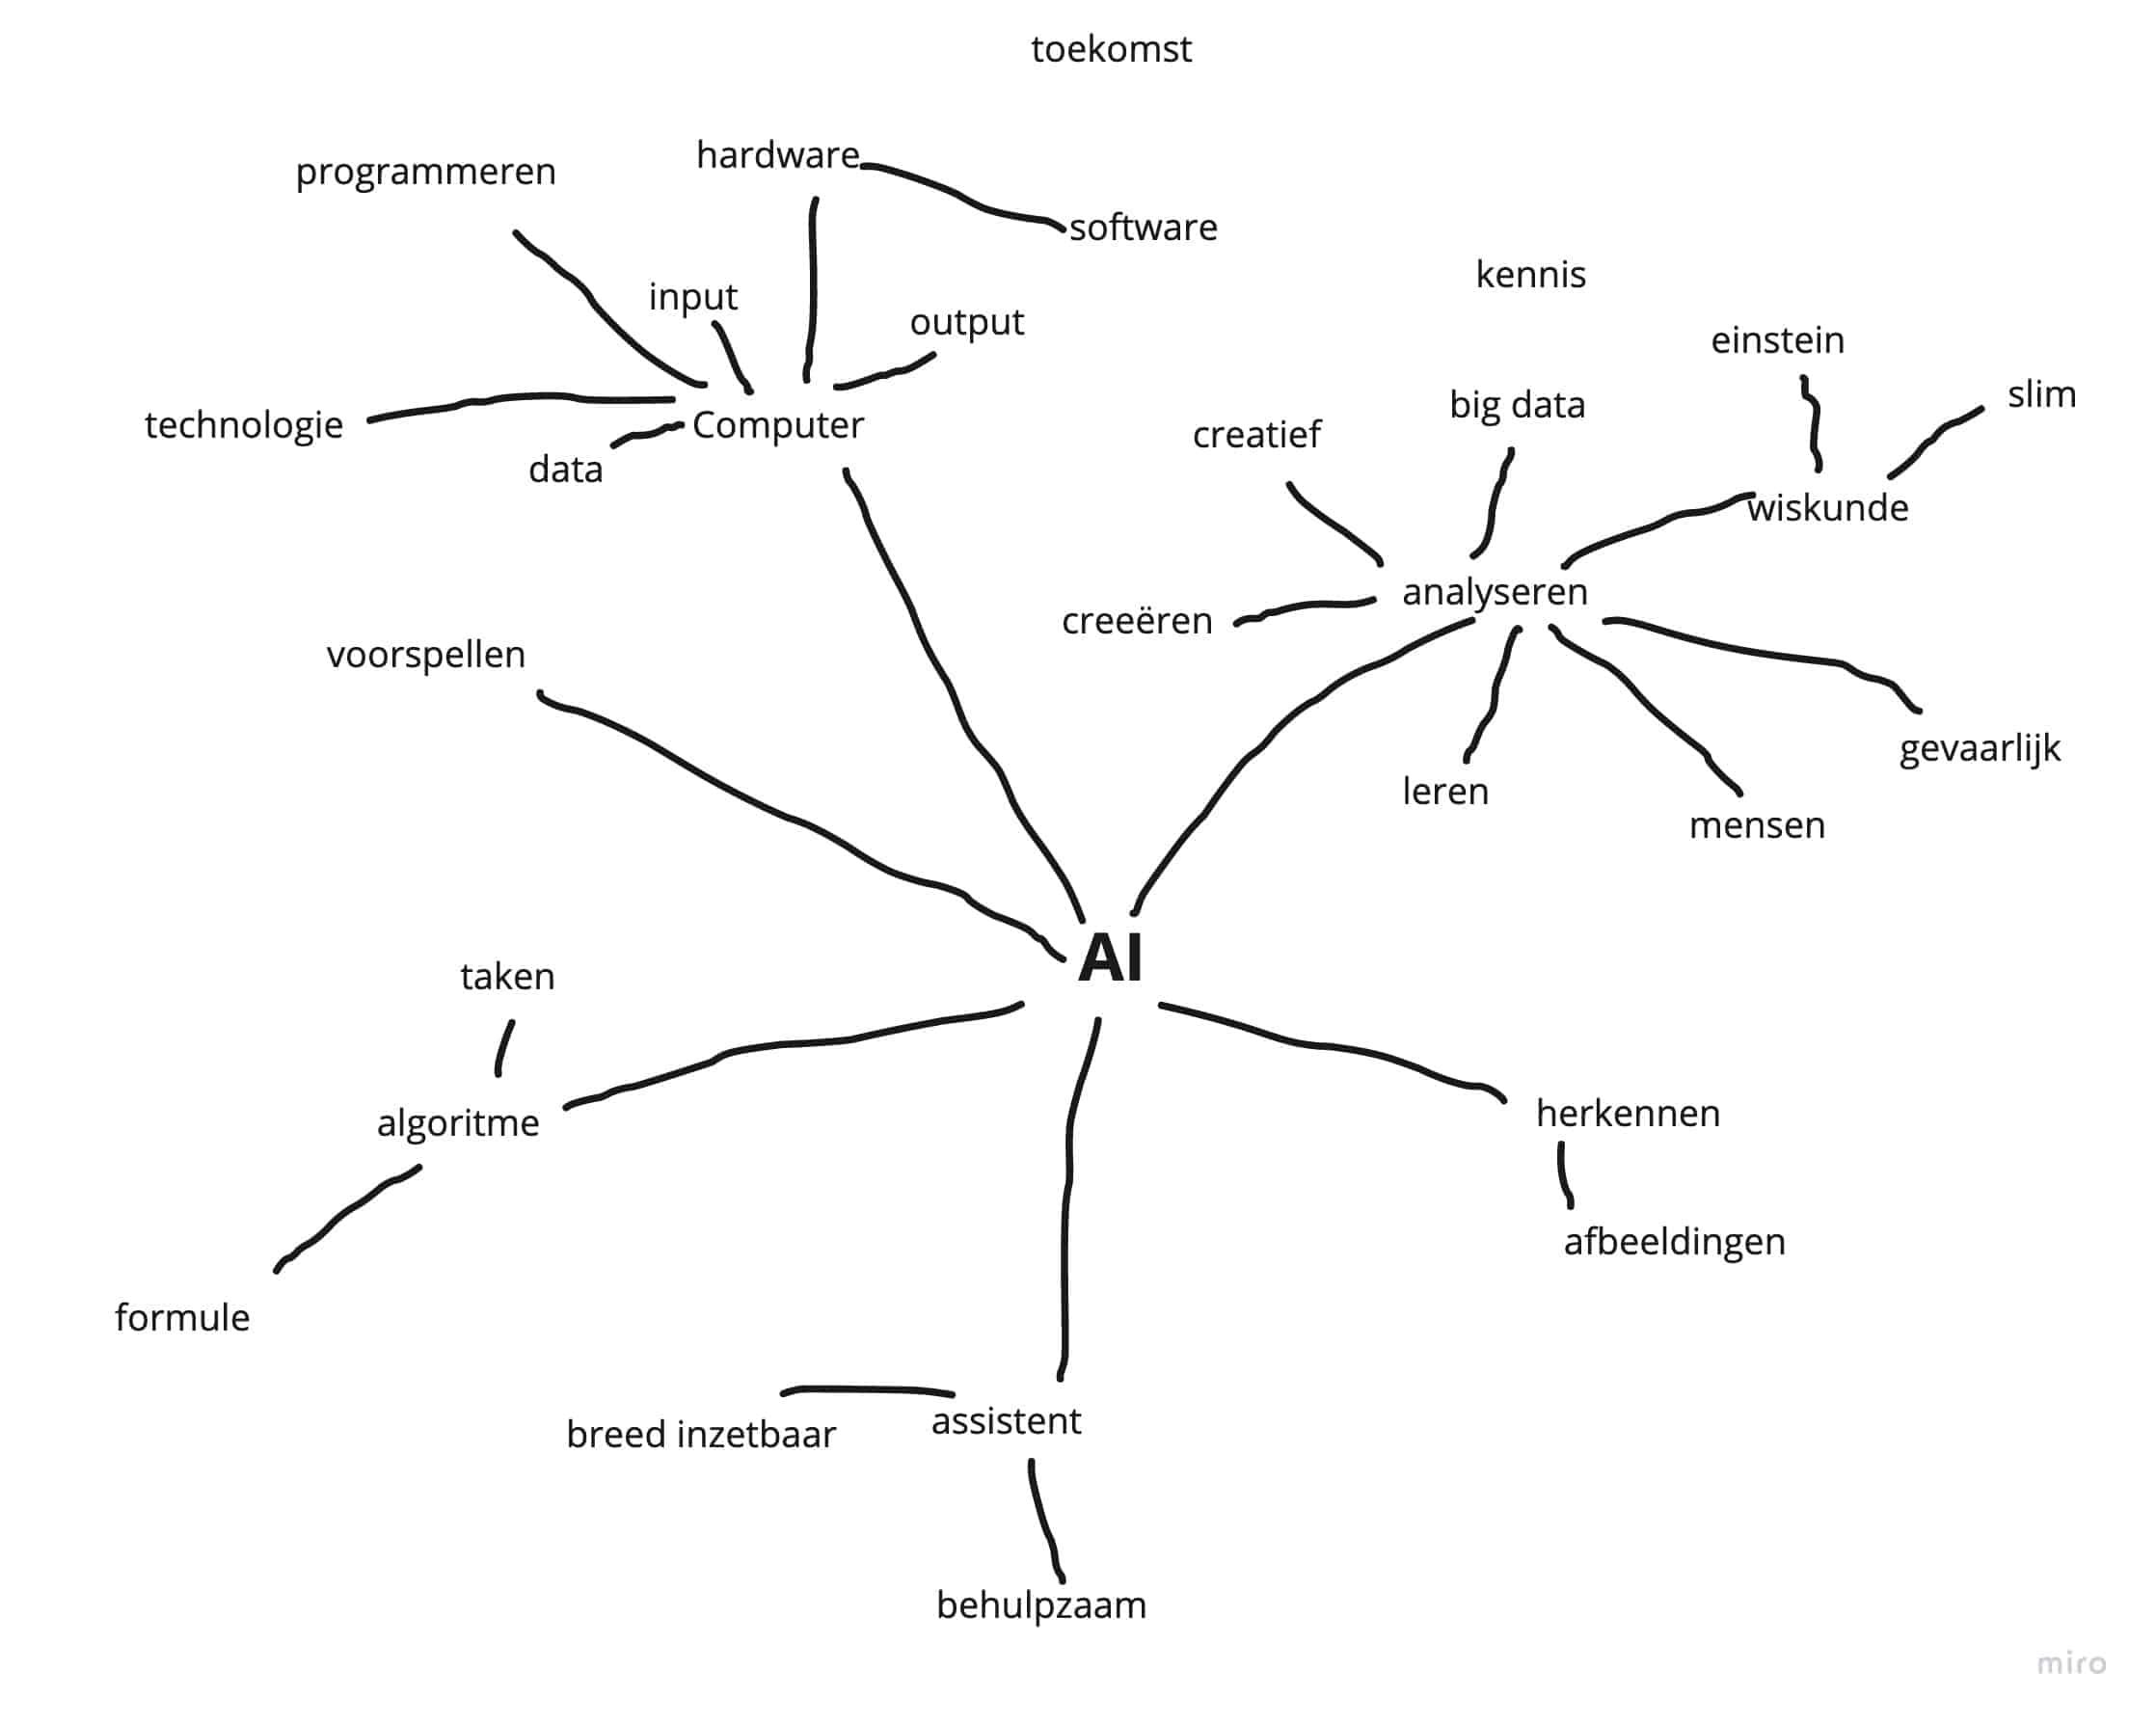 toekomst
hardware
programmeren
software
kennis
input
output
einstein
slim
big data
technologie
Computer
creatief
data
wiskunde
analyseren
creeëren
voorspellen
gevaarlijk
leren
mensen
AI
taken
herkennen
algoritme
afbeeldingen
formule
assistent
breed inzetbaar
behulpzaam
miro